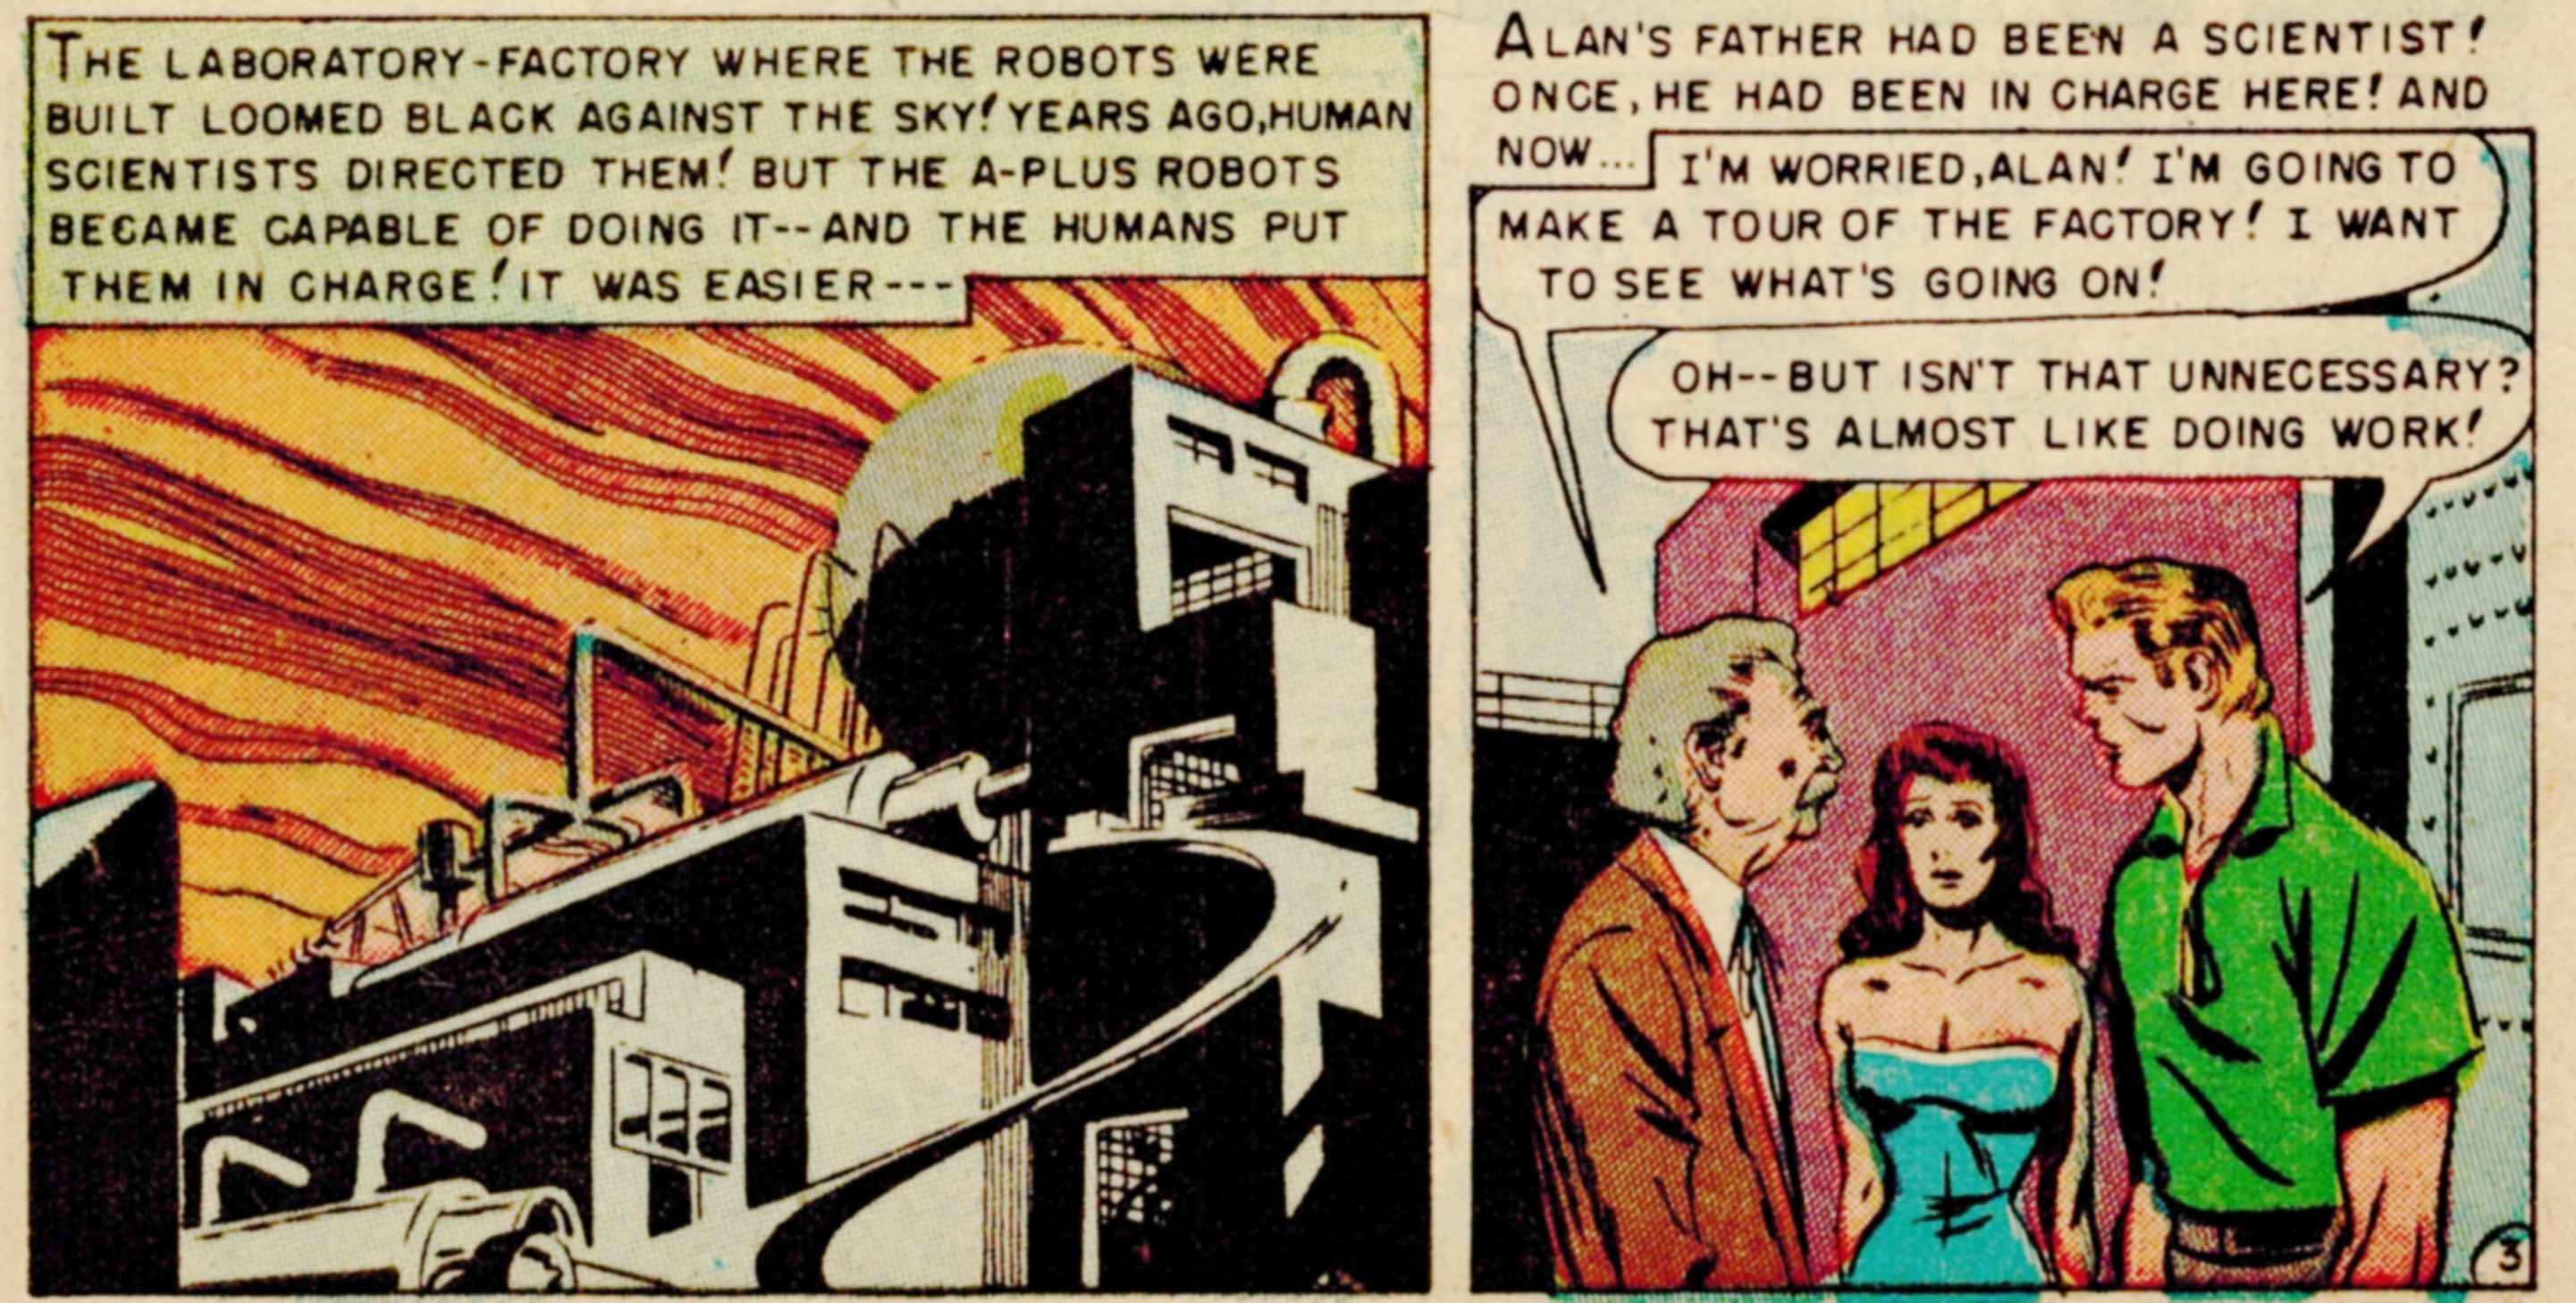 THE LABORATORY-FACTORY WHERE THE ROBOTS WERE
BUILT LOOMED BLACK AGAINST THE SKY! YEARS AGO, HUMAN
SCIENTISTS DIRECTED THEM! BUT THE A-PLUS ROBOTS
BECAME CAPABLE OF DOING IT--AND THE HUMANS PUT
THEM IN CHARGE! IT WAS EASIER---
ALAN'S FATHER HAD BEEN A SCIENTIST!
ONCE, HE HAD BEEN IN CHARGE HERE! AND
NOW...
I'M WORRIED, ALAN! I'M GOING TO
MAKE A TOUR OF THE FACTORY! I WANT
TO SEE WHAT'S GOING ON!
OH--BUT ISN'T THAT UNNECESSARY?
THAT'S ALMOST LIKE DOING WORK!
3